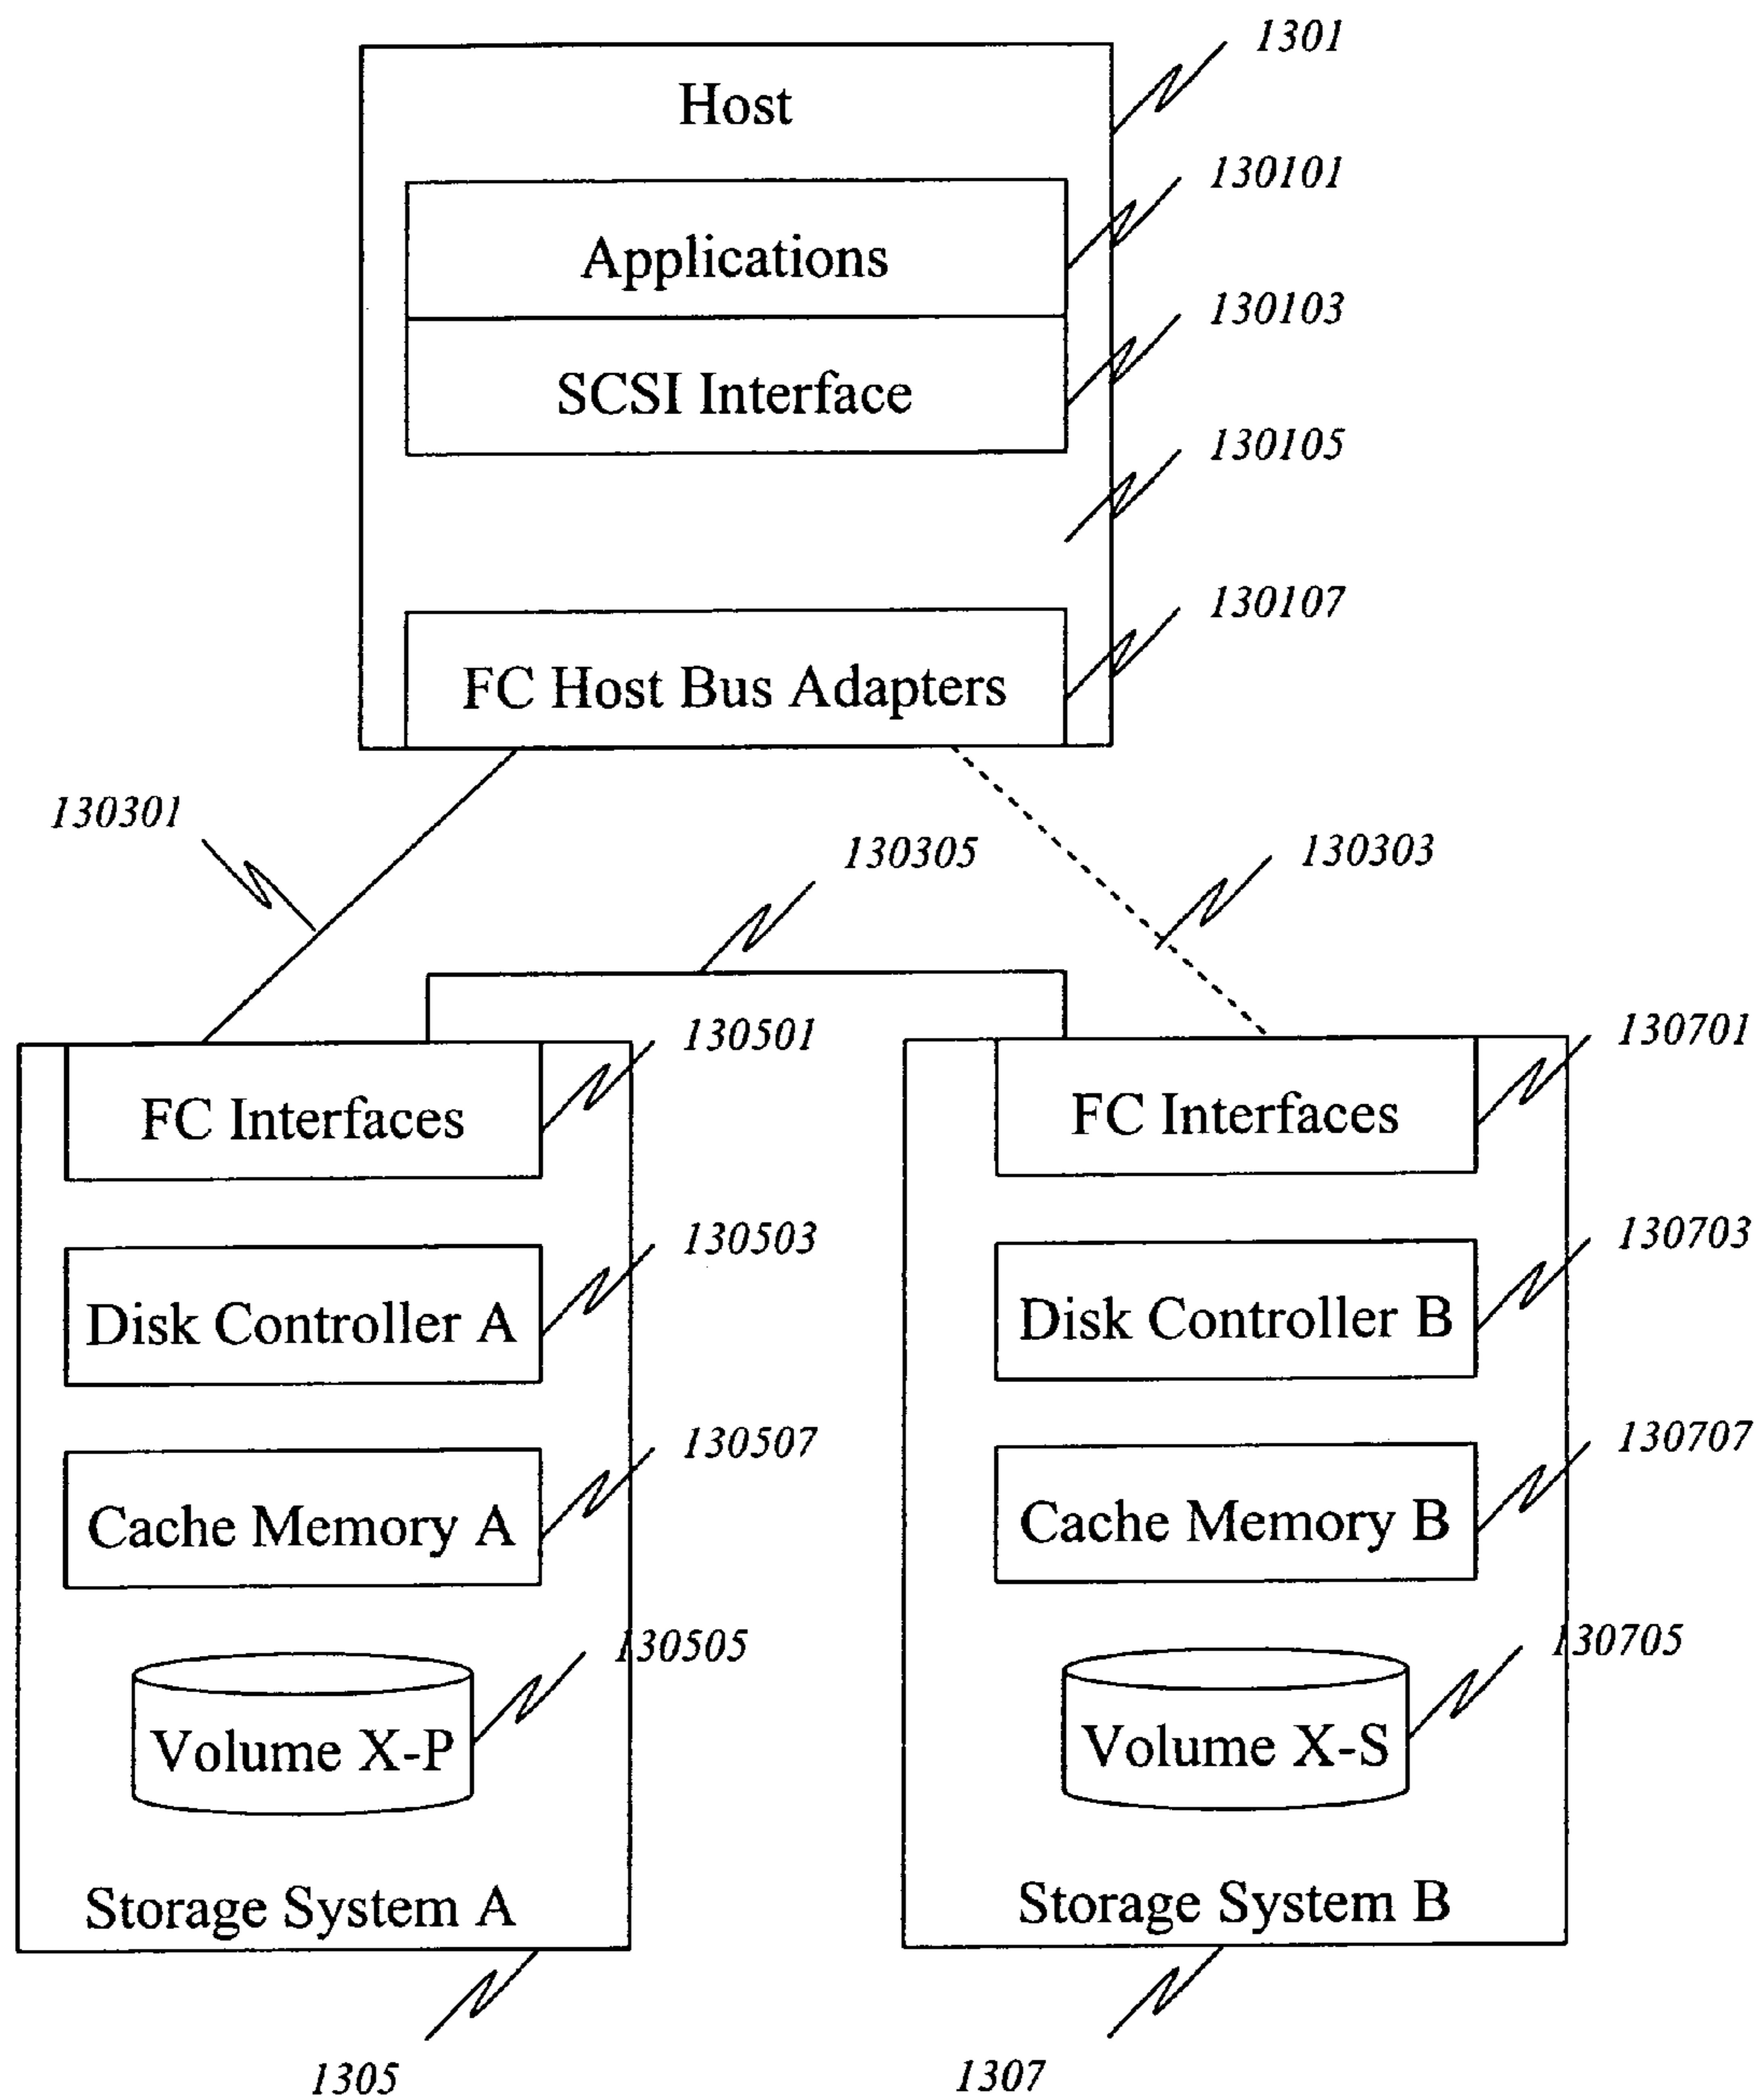 1301
Host
130101
Applications
130103
SCSI Interface
130105
130107
FC Host Bus Adapters
130301
130305
130303
130501
130701
FC Interfaces
FC Interfaces
130503
130703
Disk Controller A
Disk Controller B
130507
130707
Cache Memory A
Cache Memory B
130505
130705
Volume X-P
Volume X-S
Storage System A
Storage System B
1305
1307